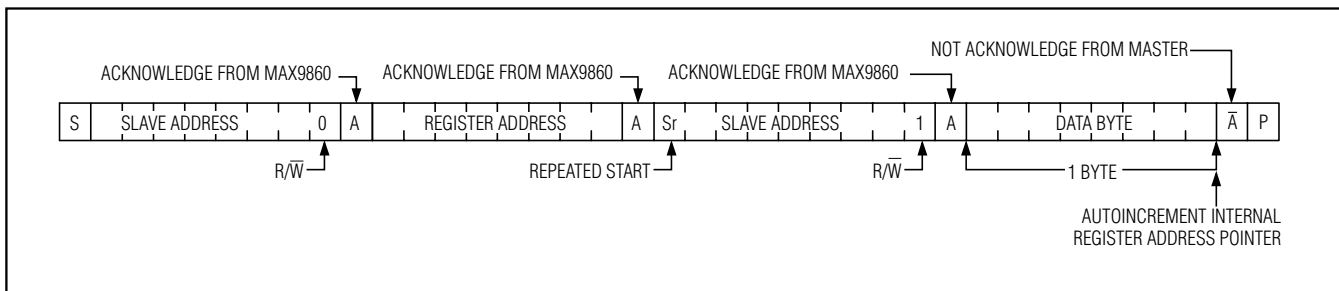 NOT ACKNOWLEDGE FROM MASTER
ACKNOWLEDGE FROM MAX9860 ACKNOWLEDGE FROM MAX9860 ACKNOWLEDGE FROM MAX9860
S SLAVE ADDRESS 0 A REGISTER ADDRESS A Sr SLAVE ADDRESS 1 A DATA BYTE A̅ P
R/W̅ REPEATED START R/W̅ 1 BYTE
AUTOINCREMENT INTERNAL
REGISTER ADDRESS POINTER